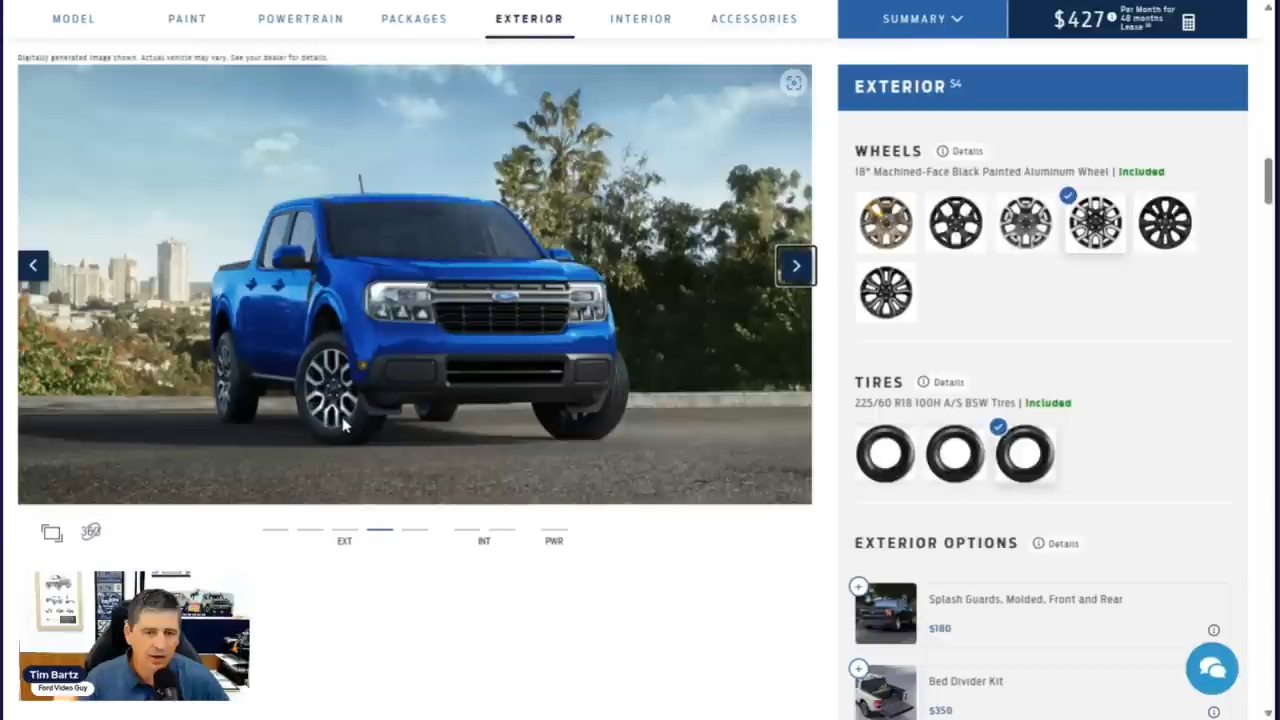 MODEL
PAINT
POWERTRAIN
PACKAGES
EXTERIOR
INTERIOR
ACCESSORIES
SUMMARY
$427
Per Month for
48 months
Lease
Digitally generated image shown. Actual vehicle may vary. See your dealer for details.
EXTERIOR 54
WHEELS
Details
18" Machined-Face Black Painted Aluminum Wheel | Included
TIRES
Details
225/60 R18 100H A/S BSW Tires | Included
360
EXT
INT
PWR
EXTERIOR OPTIONS
Details
Splash Guards, Molded, Front and Rear
$180
Bed Divider Kit
$350
Tim Bartz
Ford Video Guy